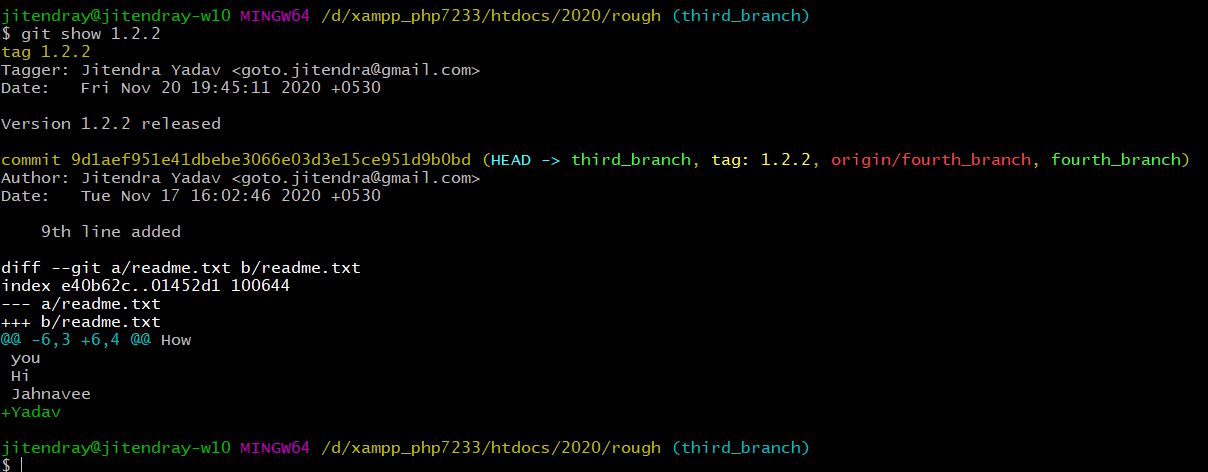 jitendray@jitendray-w10 MINGW64 /d/xampp_php7233/htdocs/2020/rough (third_branch)
$ git show 1.2.2
tag 1.2.2
Tagger: Jitendra Yadav <goto.jitendra@gmail.com>
Date:   Fri Nov 20 19:45:11 2020 +0530
Version 1.2.2 released
commit 9d1aef951e41dbebe3066e03d3e15ce951d9b0bd (HEAD -> third_branch, tag: 1.2.2, origin/fourth_branch, fourth_branch)
Author: Jitendra Yadav <goto.jitendra@gmail.com>
Date:   Tue Nov 17 16:02:46 2020 +0530
    9th line added
diff --git a/readme.txt b/readme.txt
index e40b62c..01452d1 100644
--- a/readme.txt
+++ b/readme.txt
@@ -6,3 +6,4 @@ How
 you
 Hi
 Jahnavee
+Yadav
jitendray@jitendray-w10 MINGW64 /d/xampp_php7233/htdocs/2020/rough (third_branch)
$